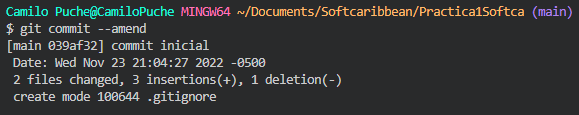 Camilo Puche@CamiloPuche MINGW64 ~/Documents/Softcaribbean/Practica1Softca (main)
$ git commit --amend
[main 039af32] commit inicial
 Date: Wed Nov 23 21:04:27 2022 -0500
 2 files changed, 3 insertions(+), 1 deletion(-)
 create mode 100644 .gitignore